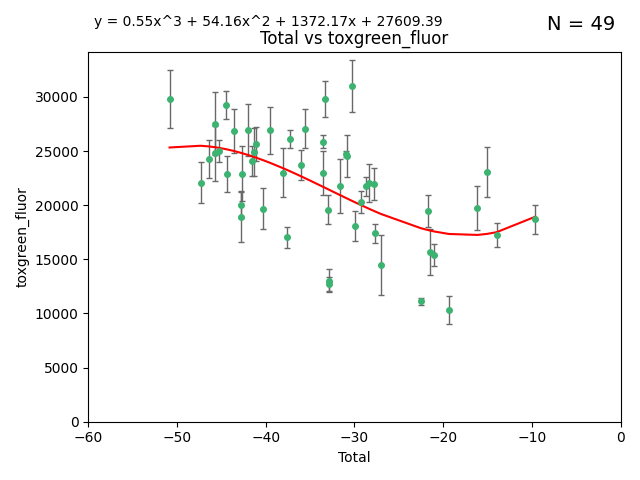 y = 0.55x^3 + 54.16x^2 + 1372.17x + 27609.39
N = 49
Total vs toxgreen_fluor
30000
25000
20000
15000
10000
5000
0
toxgreen_fluor
−60 −50 −40 −30 −20 −10 0
Total